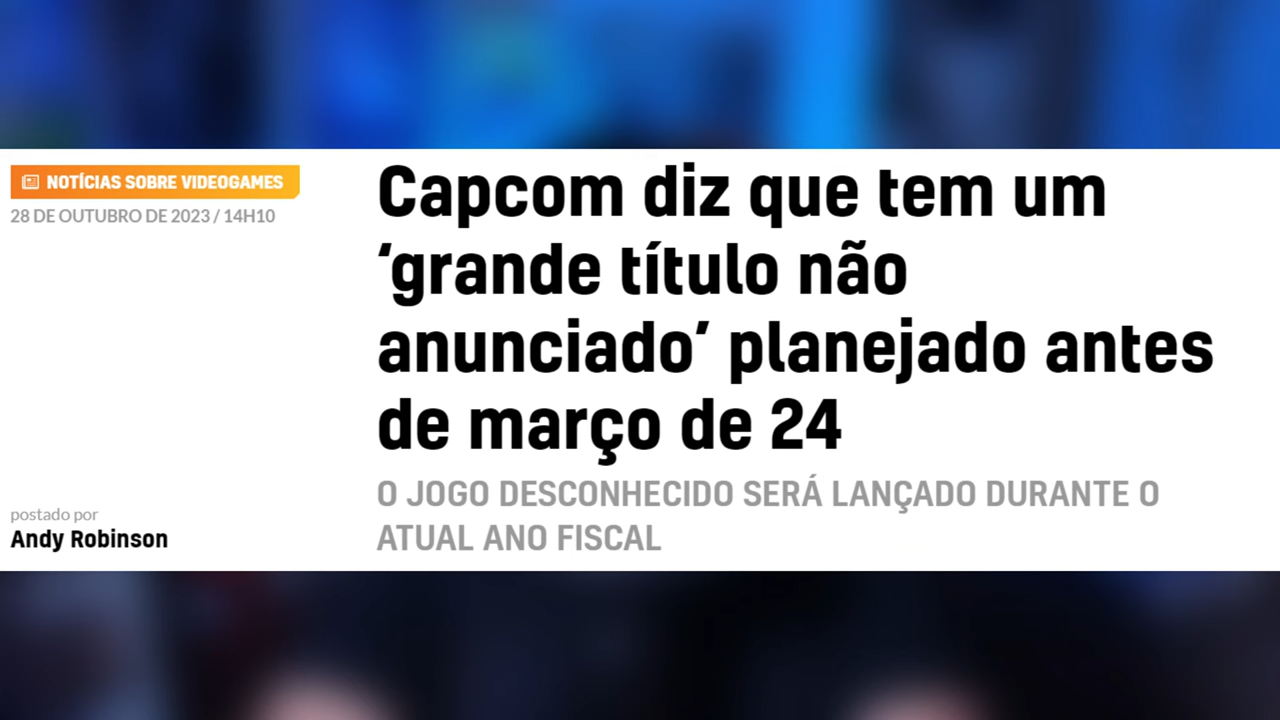 NOTÍCIAS SOBRE VIDEOGAMES
28 DE OUTUBRO DE 2023 / 14H10
Capcom diz que tem um
‘grande título não
anunciado’ planejado antes
de março de 24
O JOGO DESCONHECIDO SERÁ LANÇADO DURANTE O
ATUAL ANO FISCAL
postado por
Andy Robinson